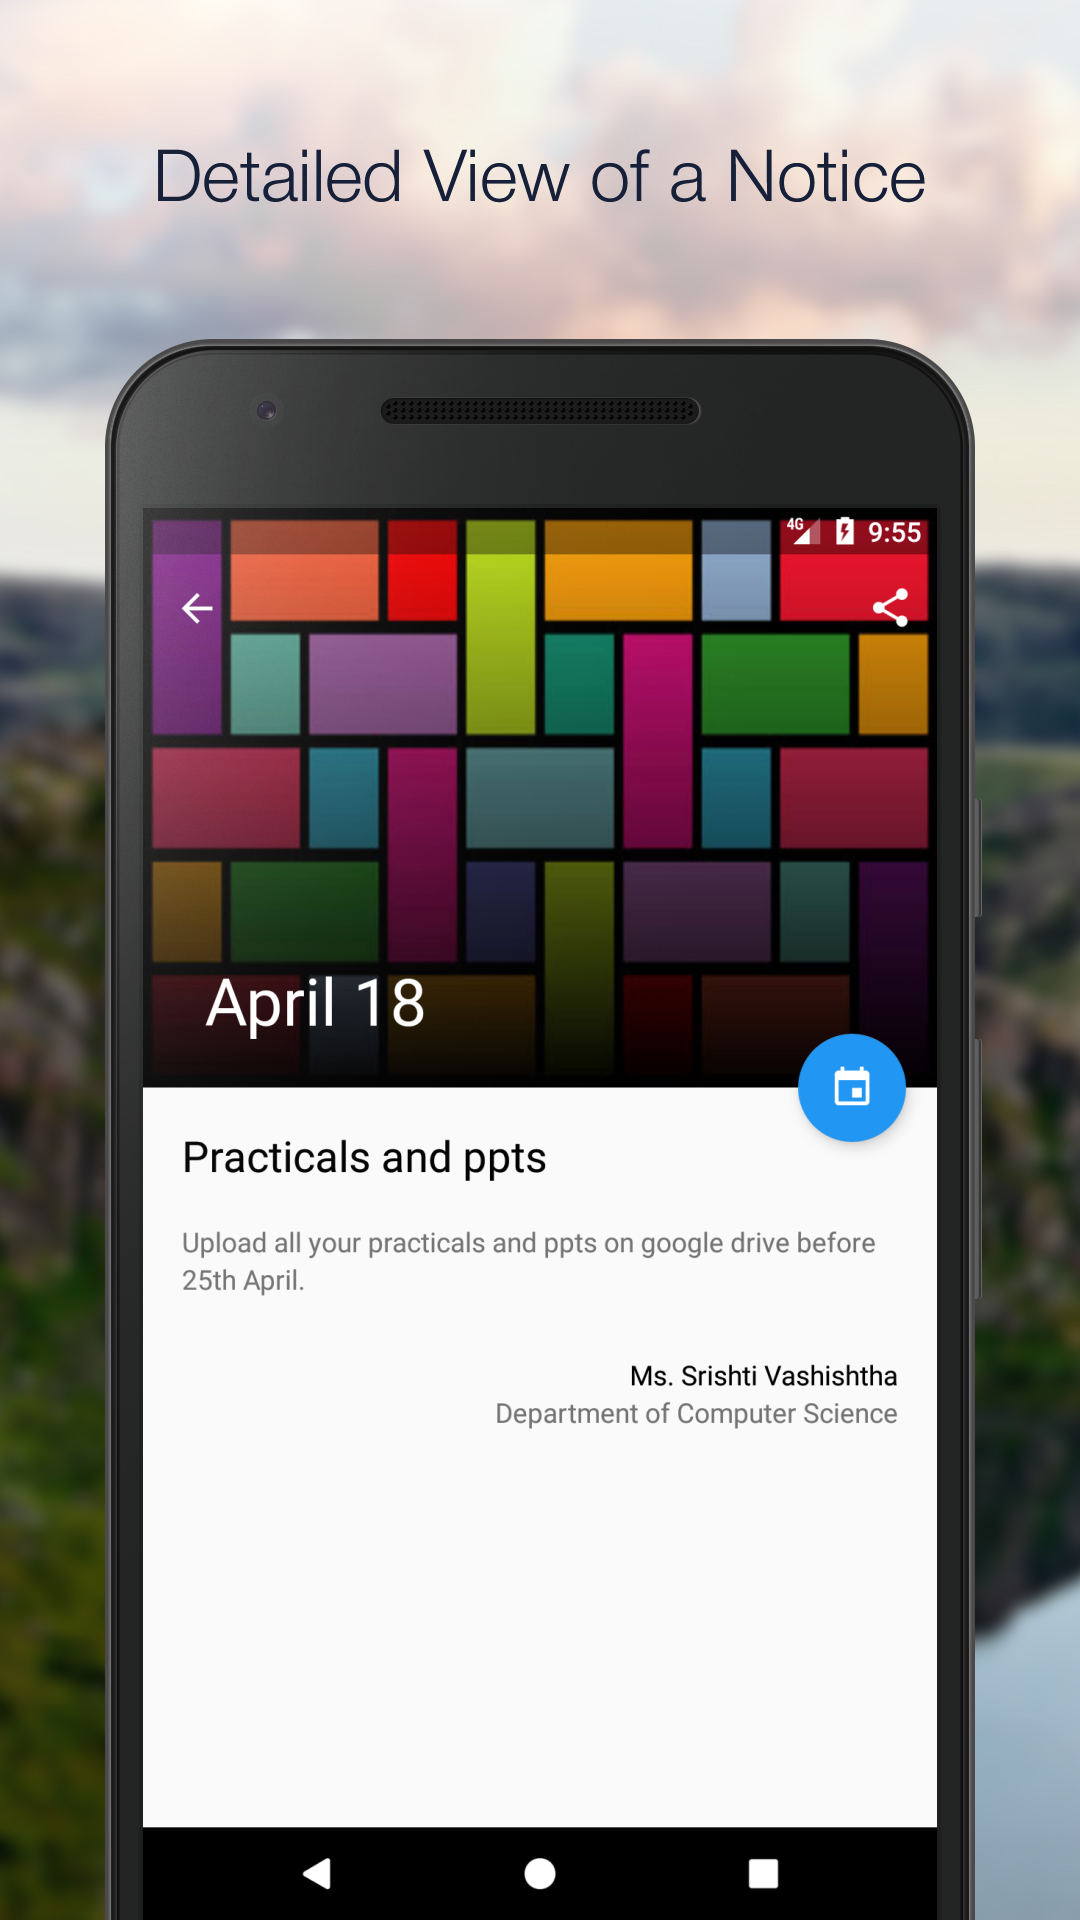 Detailed View of a Notice
4G 9:55
April 18
Practicals and ppts
Upload all your practicals and ppts on google drive before
25th April.
Ms. Srishti Vashishtha
Department of Computer Science